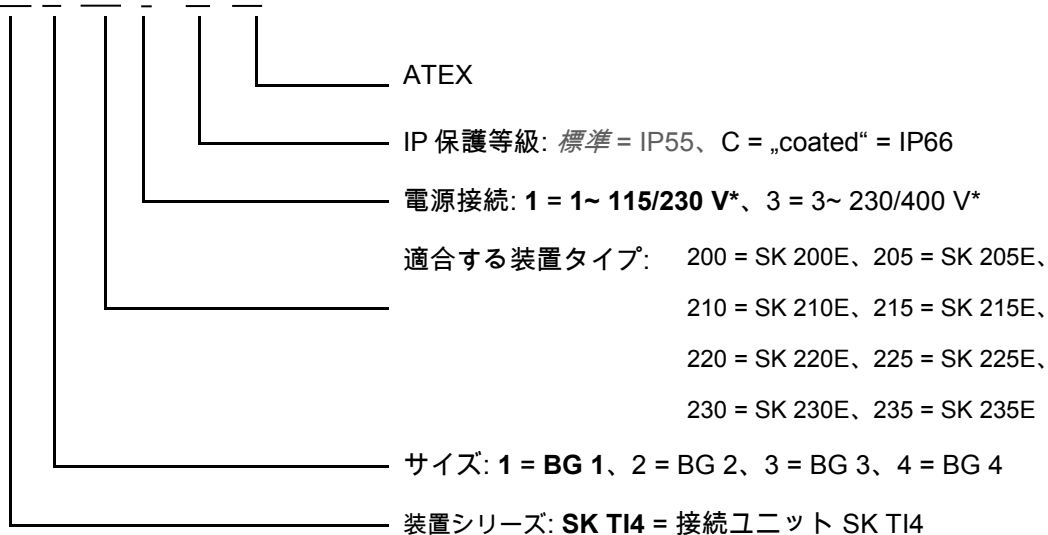 ATEX
IP 保護等級: 標準 = IP55、C = „coated“ = IP66
電源接続: 1 = 1~ 115/230 V*、3 = 3~ 230/400 V*
適合する装置タイプ: 200 = SK 200E、205 = SK 205E、
210 = SK 210E、215 = SK 215E、
220 = SK 220E、225 = SK 225E、
230 = SK 230E、235 = SK 235E
サイズ: 1 = BG 1、2 = BG 2、3 = BG 3、4 = BG 4
装置シリーズ: SK TI4 = 接続ユニット SK TI4